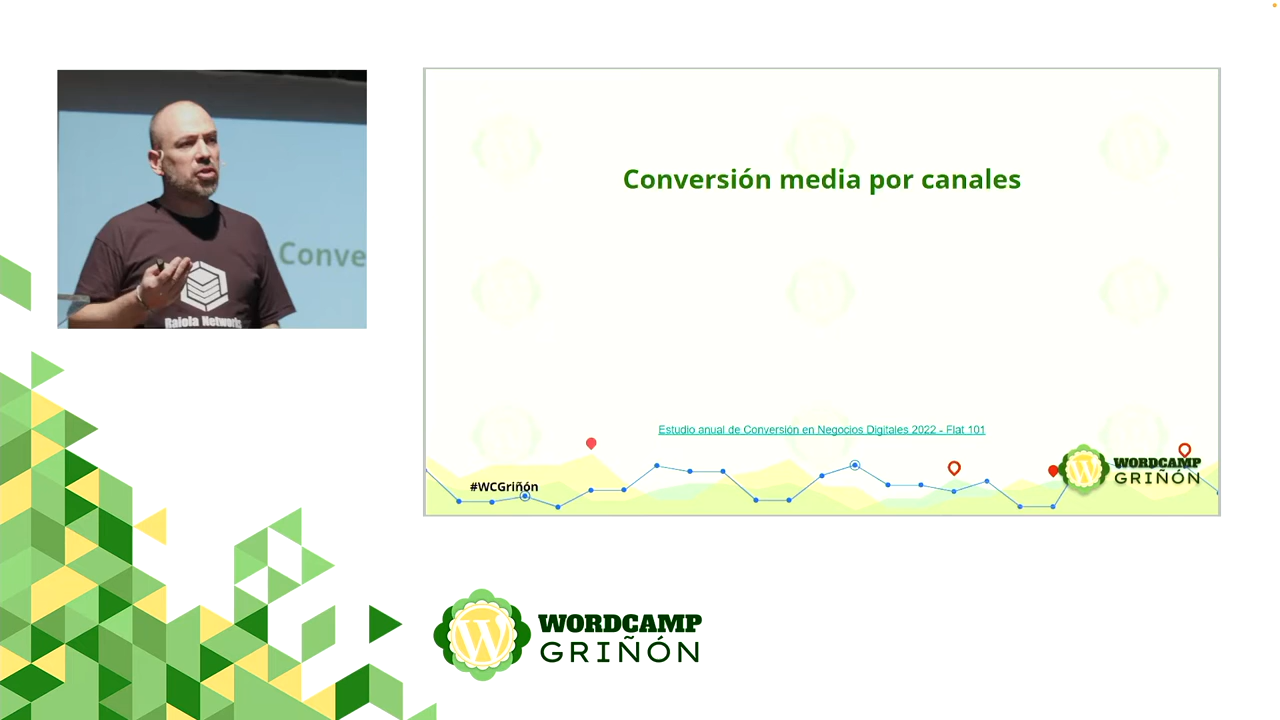 Conve
Raiola Networks
Conversión media por canales
Estudio anual de Conversión en Negocios Digitales 2022 - Flat 101
#WCGriñón
WORDCAMP
GRIÑÓN
WORDCAMP
GRIÑÓN